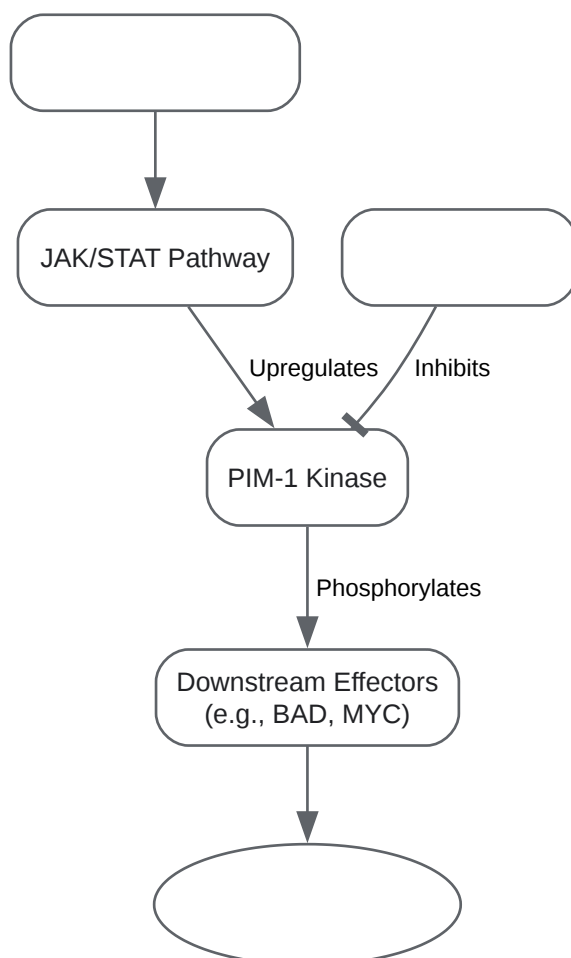 JAK/STAT Pathway
Upregulates
Inhibits
PIM-1 Kinase
Phosphorylates
Downstream Effectors
(e.g., BAD, MYC)